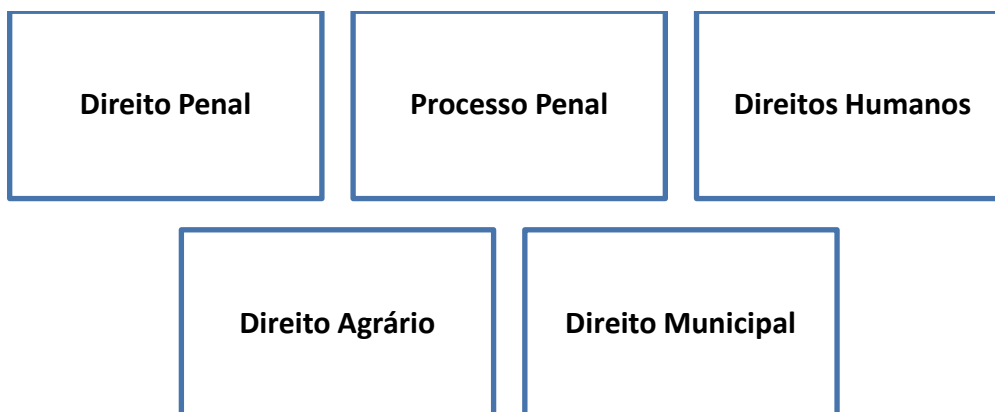 Direito Penal
Processo Penal
Direitos Humanos
Direito Agrário
Direito Municipal